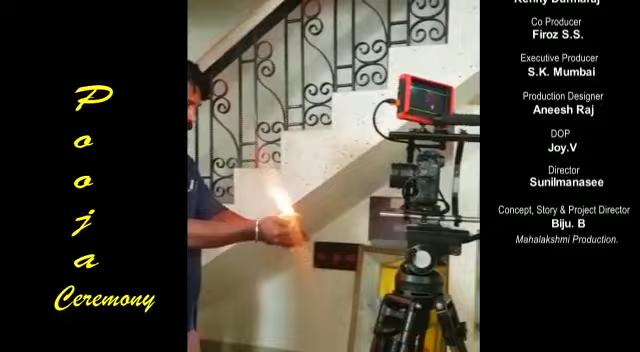 Pooja
Ceremony
Co Producer
Firoz S.S.
Executive Producer
S.K. Mumbai
Production Designer
Aneesh Raj
DOP
Joy.V
Director
Sunilmanasee
Concept, Story & Project Director
Biju. B
Mahalakshmi Production.